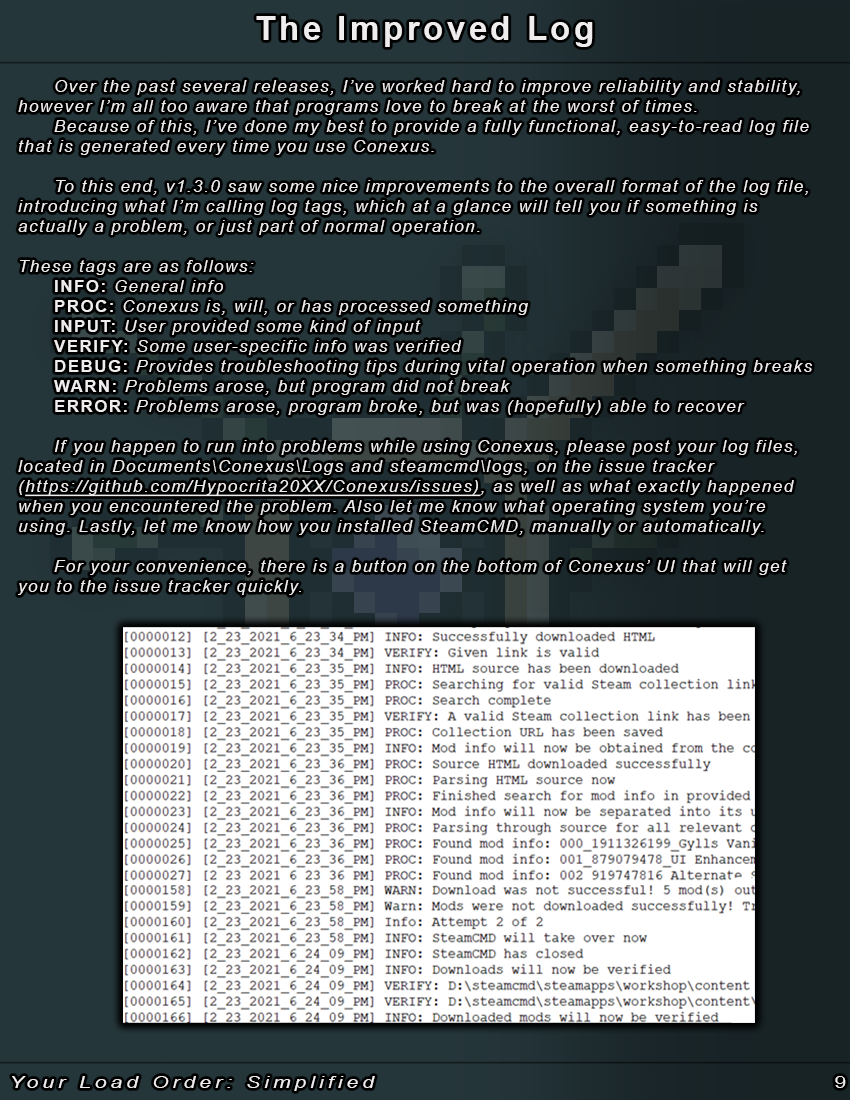 The Improved Log
Over the past several releases, I've worked hard to improve reliability and stability,
however I'm all too aware that programs love to break at the worst of times.
Because of this, I've done my best to provide a fully functional, easy-to-read log file
that is generated every time you use Conexus.
To this end, v1.3.0 saw some nice improvements to the overall format of the log file,
introducing what I'm calling log tags, which at a glance will tell you if something is
actually a problem, or just part of normal operation.
These tags are as follows:
INFO: General info
PROC: Conexus is, will, or has processed something
INPUT: User provided some kind of input
VERIFY: Some user-specific info was verified
DEBUG: Provides troubleshooting tips during vital operation when something breaks
WARN: Problems arose, but program did not break
ERROR: Problems arose, program broke, but was (hopefully) able to recover
If you happen to run into problems while using Conexus, please post your log files,
located in Documents\Conexus\Logs and steamcmd\logs, on the issue tracker
(https://github.com/Hypocrita20XX/Conexus/issues), as well as what exactly happened
when you encountered the problem. Also let me know what operating system you're
using. Lastly, let me know how you installed SteamCMD, manually or automatically.
For your convenience, there is a button on the bottom of Conexus' UI that will get
you to the issue tracker quickly.
[0000012] [2_23_2021_6_23_34_PM] INFO: Successfully downloaded HTML
[0000013] [2_23_2021_6_23_34_PM] VERIFY: Given link is valid
[0000014] [2_23_2021_6_23_35_PM] INFO: HTML source has been downloaded
[0000015] [2_23_2021_6_23_35_PM] PROC: Searching for valid Steam collection link
[0000016] [2_23_2021_6_23_35_PM] PROC: Search complete
[0000017] [2_23_2021_6_23_35_PM] VERIFY: A valid Steam collection link has been
[0000018] [2_23_2021_6_23_35_PM] PROC: Collection URL has been saved
[0000019] [2_23_2021_6_23_35_PM] INFO: Mod info will now be obtained from the co
[0000020] [2_23_2021_6_23_36_PM] PROC: Source HTML downloaded successfully
[0000021] [2_23_2021_6_23_36_PM] PROC: Parsing HTML source now
[0000022] [2_23_2021_6_23_36_PM] PROC: Finished search for mod info in provided
[0000023] [2_23_2021_6_23_36_PM] INFO: Mod info will now be separated into its u
[0000024] [2_23_2021_6_23_36_PM] PROC: Parsing through source for all relevant
[0000025] [2_23_2021_6_23_36_PM] PROC: Found mod info: 000_1911326199_Gylls Vani
[0000026] [2_23_2021_6_23_36_PM] PROC: Found mod info: 001_879079478_UI Enhancem
[0000027] [2_23_2021_6_23_36_PM] PROC: Found mod info: 002_919747816_Alternate
[0000158] [2_23_2021_6_23_58_PM] WARN: Download was not successful! 5 mod(s) out
[0000159] [2_23_2021_6_23_58_PM] Warn: Mods were not downloaded successfully! Tr
[0000160] [2_23_2021_6_23_58_PM] Info: Attempt 2 of 2
[0000161] [2_23_2021_6_23_58_PM] INFO: SteamCMD will take over now
[0000162] [2_23_2021_6_24_09_PM] INFO: SteamCMD has closed
[0000163] [2_23_2021_6_24_09_PM] INFO: Downloads will now be verified
[0000164] [2_23_2021_6_24_09_PM] VERIFY: D:\steamcmd\steamapps\workshop\content
[0000165] [2_23_2021_6_24_09_PM] VERIFY: D:\steamcmd\steamapps\workshop\content\
[0000166] [2_23_2021_6_24_09_PM] INFO: Downloaded mods will now be verified
Your Load Order: Simplified
9